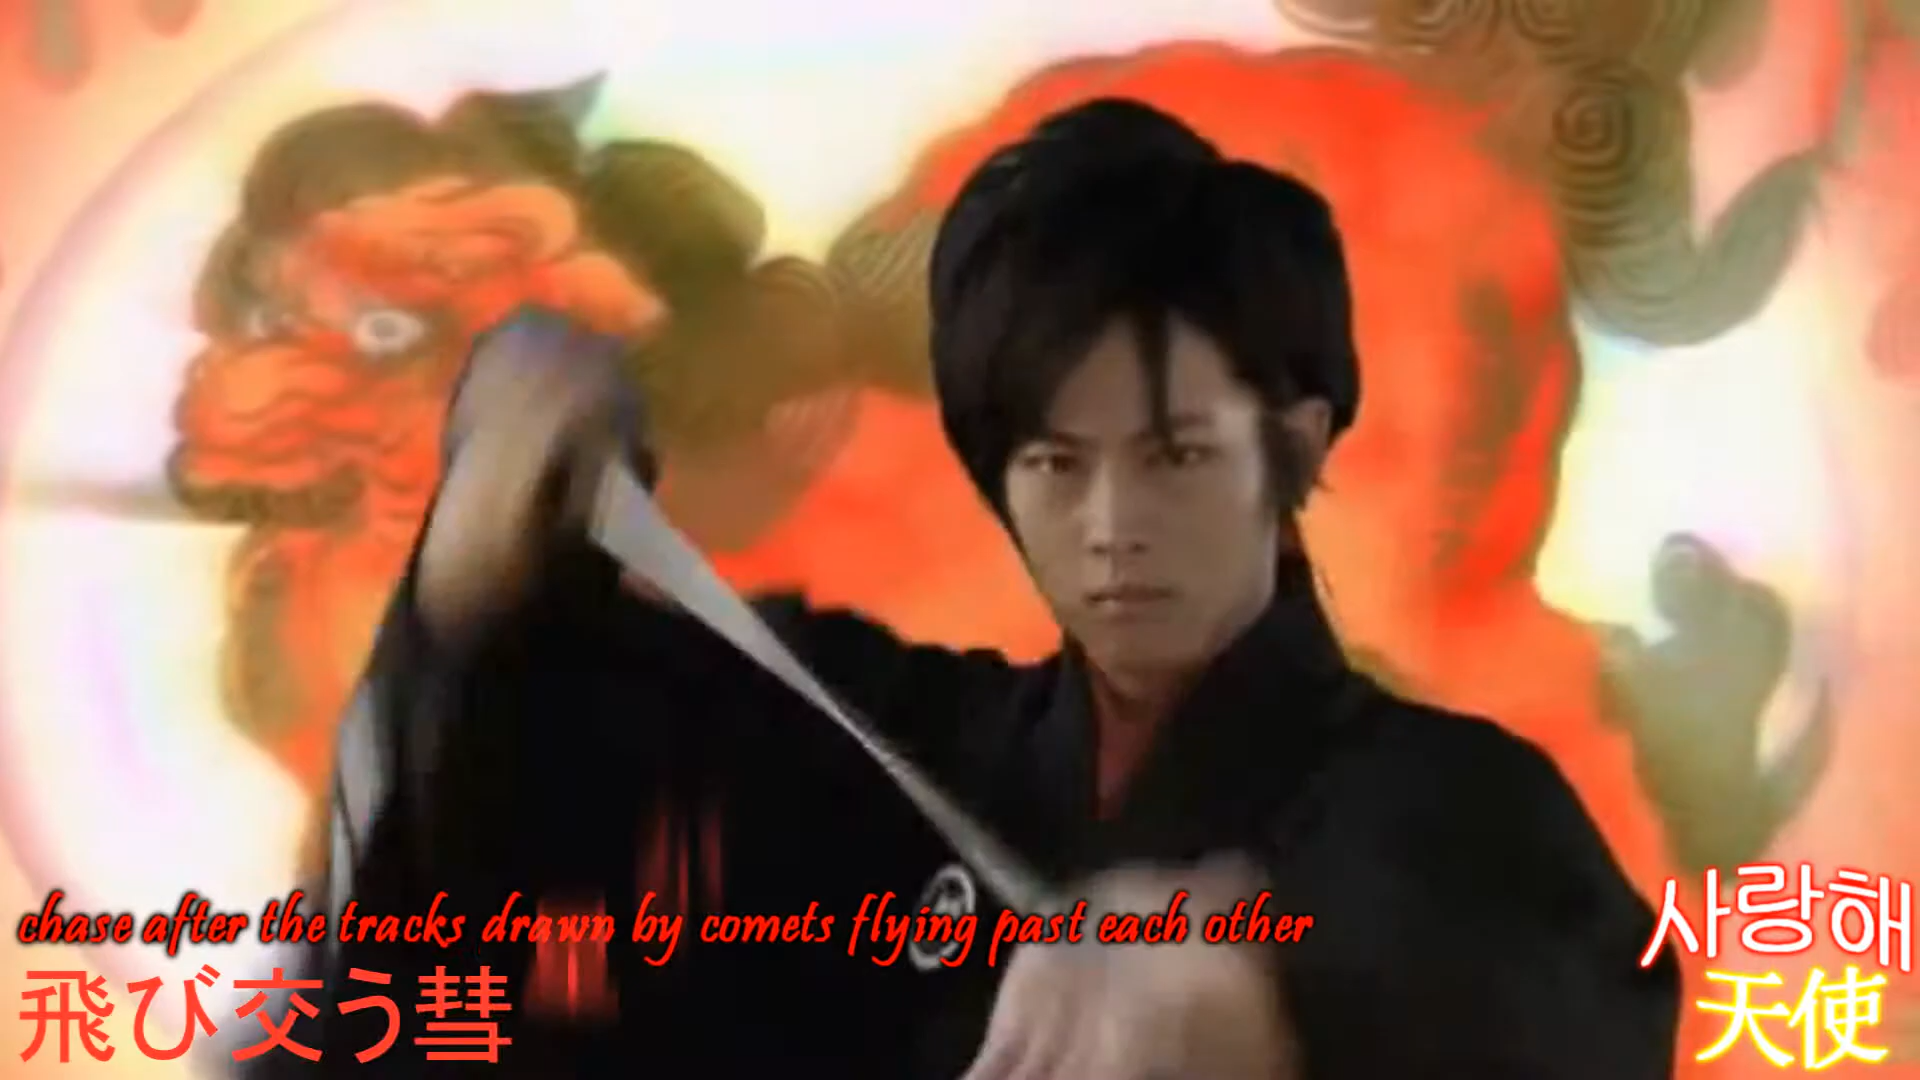 chase after the tracks drawn by comets flying past each other
飛び交う彗
사랑해
天使